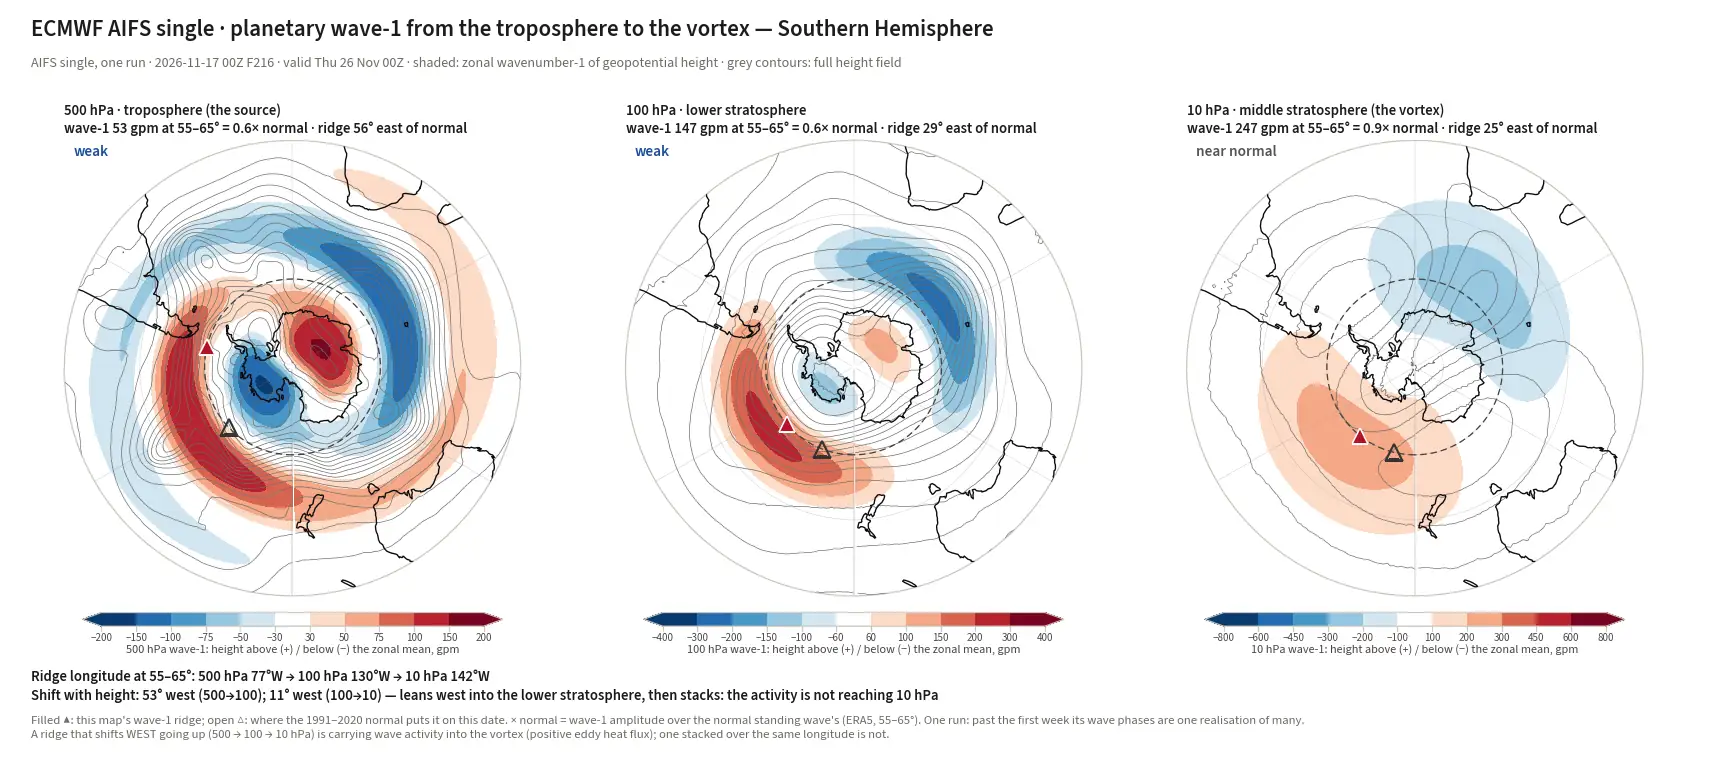 ECMWF AIFS single · planetary wave-1 from the troposphere to the vortex — Southern Hemisphere
AIFS single, one run · 2026-11-17 00Z F216 · valid Thu 26 Nov 00Z · shaded: zonal wavenumber-1 of geopotential height · grey contours: full height field
500 hPa · troposphere (the source)
wave-1 53 gpm at 55–65° = 0.6× normal · ridge 56° east of normal
weak
100 hPa · lower stratosphere
wave-1 147 gpm at 55–65° = 0.6× normal · ridge 29° east of normal
weak
10 hPa · middle stratosphere (the vortex)
wave-1 247 gpm at 55–65° = 0.9× normal · ridge 25° east of normal
near normal
−200 −150 −100 −75 −50 −30 30 50 75 100 150 200
500 hPa wave-1: height above (+) / below (−) the zonal mean, gpm
−400 −300 −200 −150 −100 −60 60 100 150 200 300 400
100 hPa wave-1: height above (+) / below (−) the zonal mean, gpm
−800 −600 −450 −300 −200 −100 100 200 300 450 600 800
10 hPa wave-1: height above (+) / below (−) the zonal mean, gpm
Ridge longitude at 55–65°: 500 hPa 77°W → 100 hPa 130°W → 10 hPa 142°W
Shift with height: 53° west (500→100); 11° west (100→10) — leans west into the lower stratosphere, then stacks: the activity is not reaching 10 hPa
Filled ▲: this map's wave-1 ridge; open △: where the 1991–2020 normal puts it on this date. × normal = wave-1 amplitude over the normal standing wave's (ERA5, 55–65°). One run: past the first week its wave phases are one realisation of many.
A ridge that shifts WEST going up (500 → 100 → 10 hPa) is carrying wave activity into the vortex (positive eddy heat flux); one stacked over the same longitude is not.